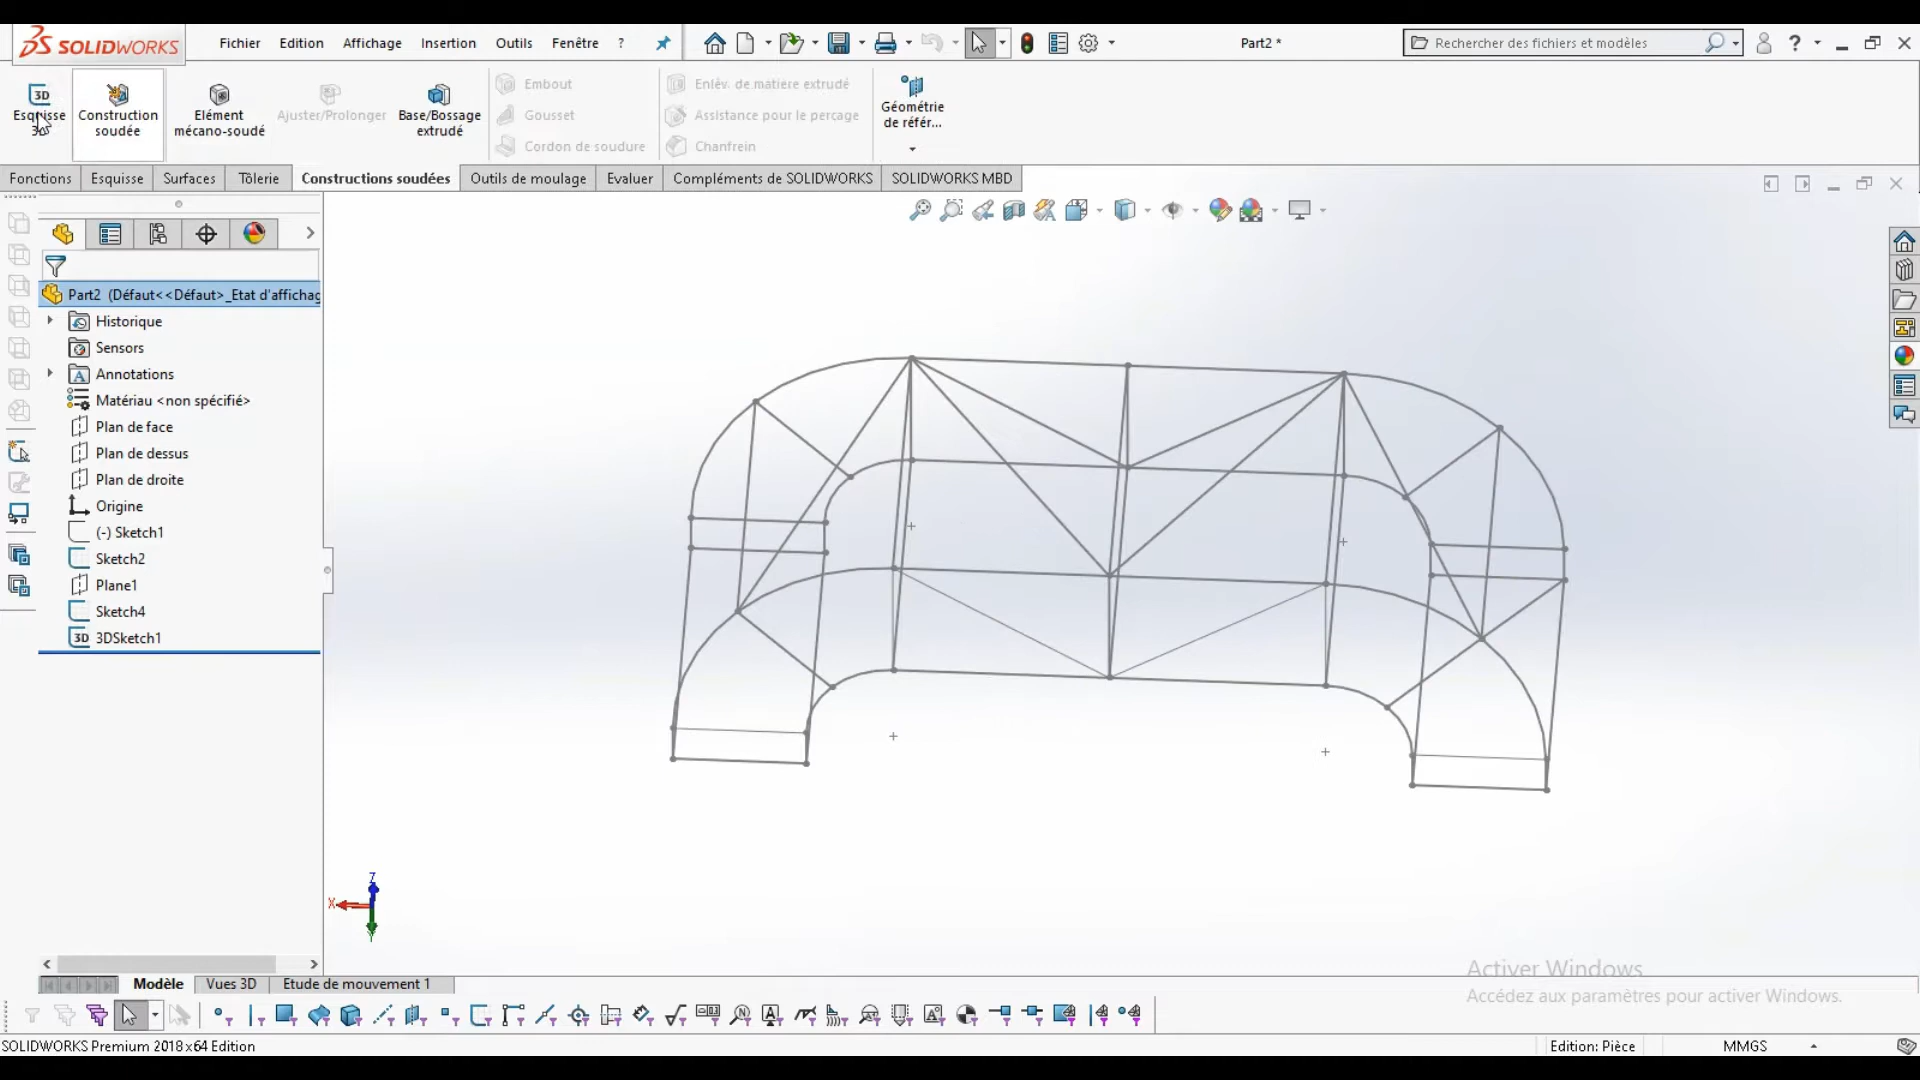 SOLIDWORKS
Fichier Edition Affichage Insertion Outils Fenêtre ?
Part2 *
Rechercher des fichiers et modèles
Esquisse 3D
Construction soudée
Elément mécano-soudé
Ajuster/Prolonger
Base/Bossage extrudé
Embout
Gousset
Cordon de soudure
Enlèv. de matière extrudé
Assistance pour le perçage
Chanfrein
Géométrie de référ...
Fonctions Esquisse Surfaces Tôlerie Constructions soudées Outils de moulage Evaluer Compléments de SOLIDWORKS SOLIDWORKS MBD
Part2 (Défaut<<Défaut>_Etat d'affichag
Historique
Sensors
Annotations
Matériau <non spécifié>
Plan de face
Plan de dessus
Plan de droite
Origine
(-) Sketch1
Sketch2
Plane1
Sketch4
3D 3DSketch1
Z
X
Y
Activer Windows
Accédez aux paramètres pour activer Windows.
Modèle Vues 3D Etude de mouvement 1
SOLIDWORKS Premium 2018 x64 Edition
Edition: Pièce
MMGS